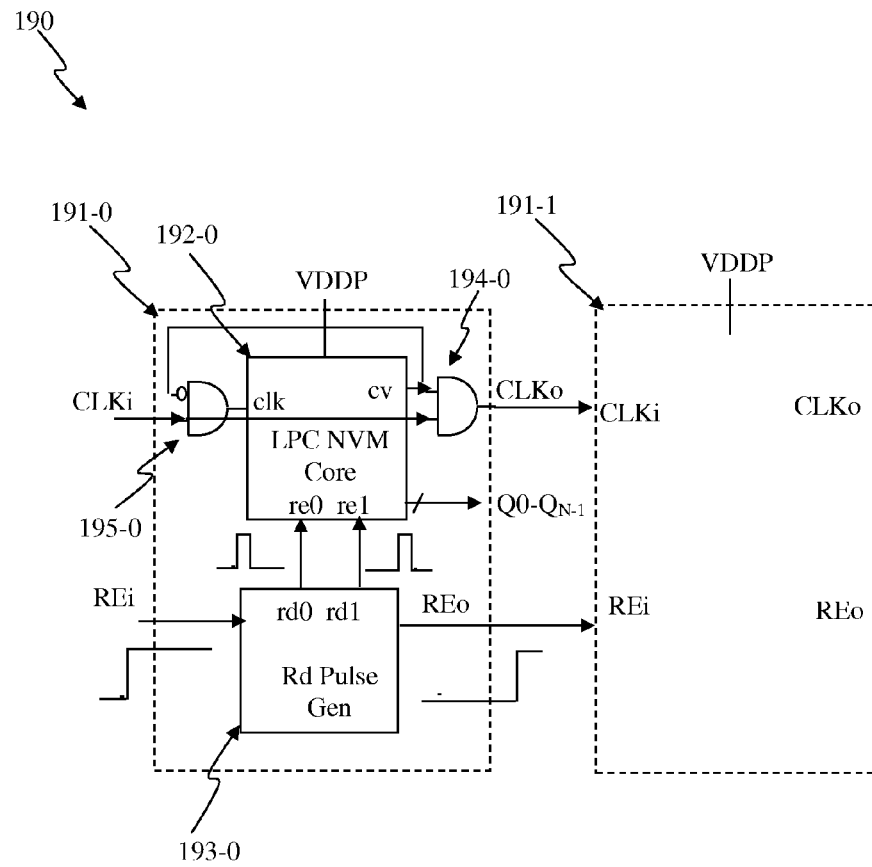 190
191-0
192-0
191-1
VDDP
194-0
VDDP
CLKi
clk
cv
CLKo
CLKi
CLKo
LPC NVM
Core
re0 re1
Q0-QN-1
195-0
REi
rd0 rd1
REo
REi
REo
Rd Pulse
Gen
193-0